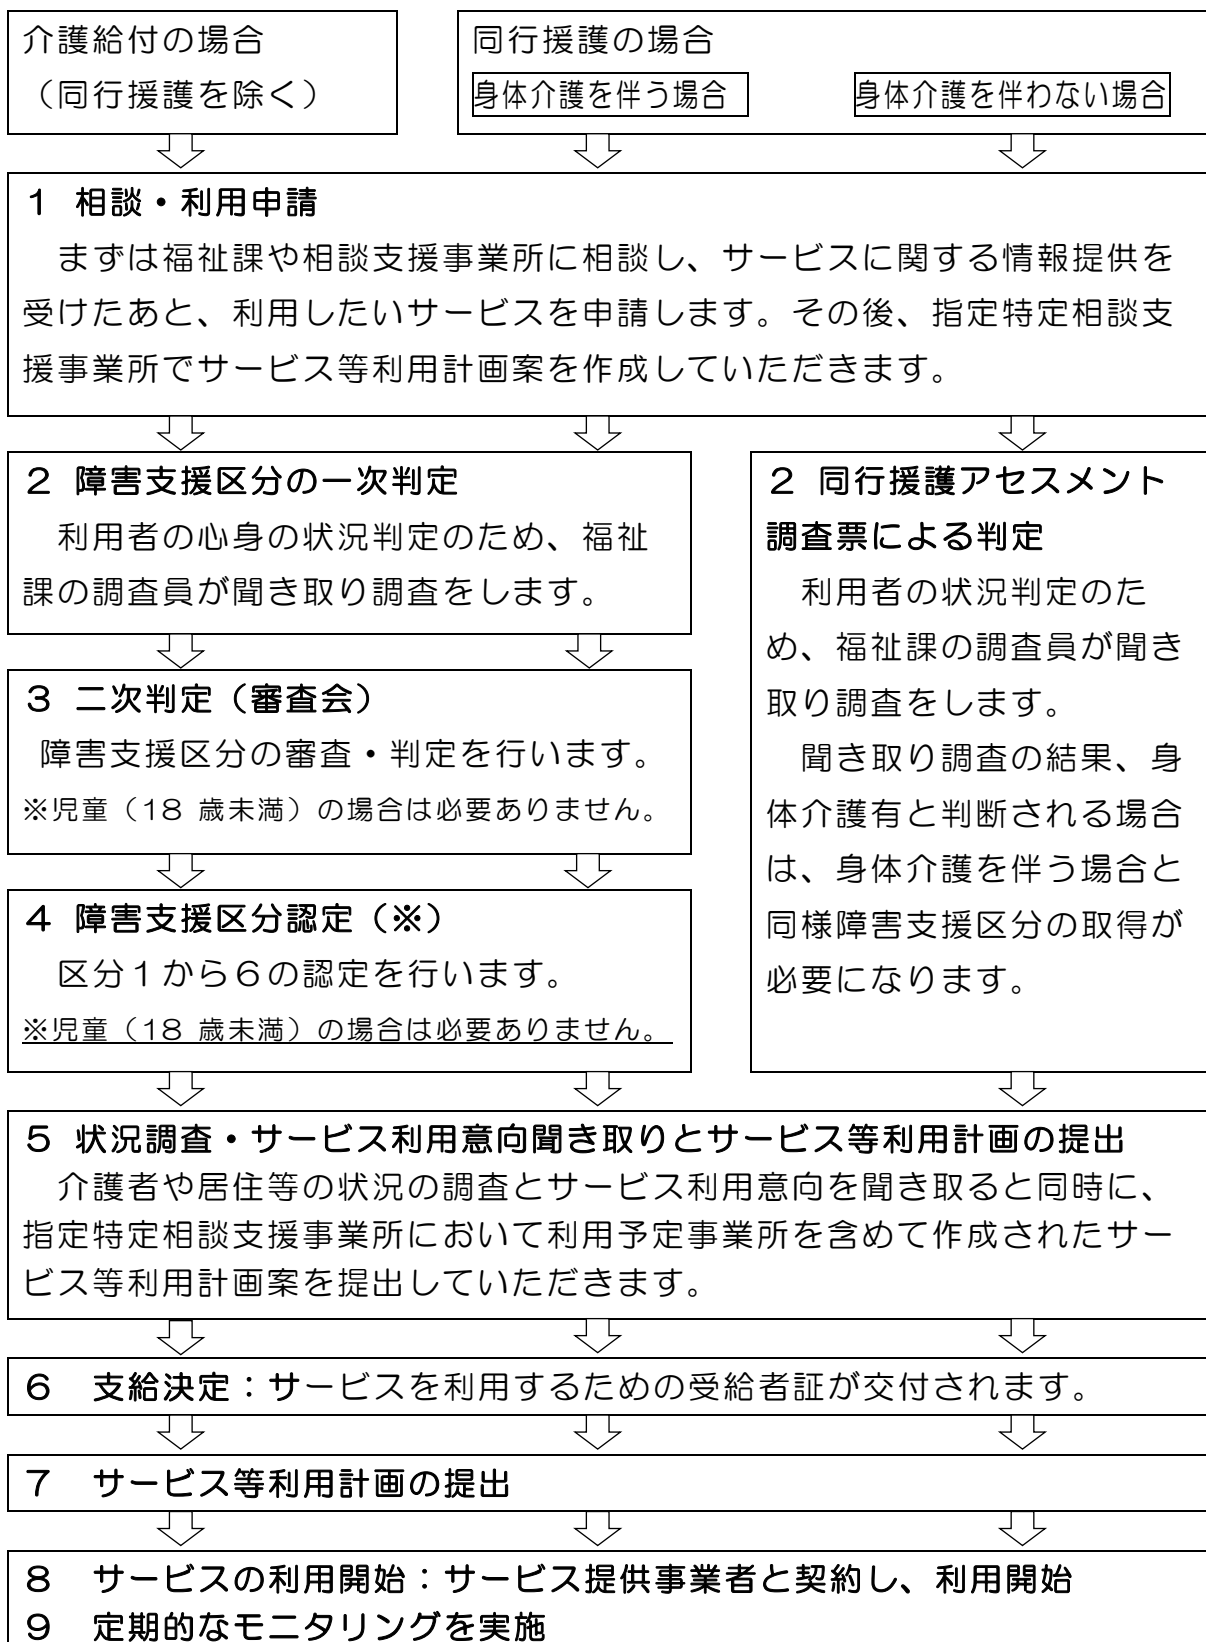 介護給付の場合
（同行援護を除く）
同行援護の場合
身体介護を伴う場合
身体介護を伴わない場合
１ 相談・利用申請
まずは福祉課や相談支援事業所に相談し、サービスに関する情報提供を
受けたあと、利用したいサービスを申請します。その後、指定特定相談支
援事業所でサービス等利用計画案を作成していただきます。
２ 障害支援区分の一次判定
利用者の心身の状況判定のため、福祉
課の調査員が聞き取り調査をします。
３ 二次判定（審査会）
障害支援区分の審査・判定を行います。
※児童（18 歳未満）の場合は必要ありません。
４ 障害支援区分認定（※）
区分１から６の認定を行います。
※児童（18 歳未満）の場合は必要ありません。
２ 同行援護アセスメント
調査票による判定
利用者の状況判定のた
め、福祉課の調査員が聞き
取り調査をします。
聞き取り調査の結果、身
体介護有と判断される場合
は、身体介護を伴う場合と
同様障害支援区分の取得が
必要になります。
５ 状況調査・サービス利用意向聞き取りとサービス等利用計画の提出
介護者や居住等の状況の調査とサービス利用意向を聞き取ると同時に、
指定特定相談支援事業所において利用予定事業所を含めて作成されたサー
ビス等利用計画案を提出していただきます。
６ 支給決定：サービスを利用するための受給者証が交付されます。
７ サービス等利用計画の提出
８ サービスの利用開始：サービス提供事業者と契約し、利用開始
９ 定期的なモニタリングを実施